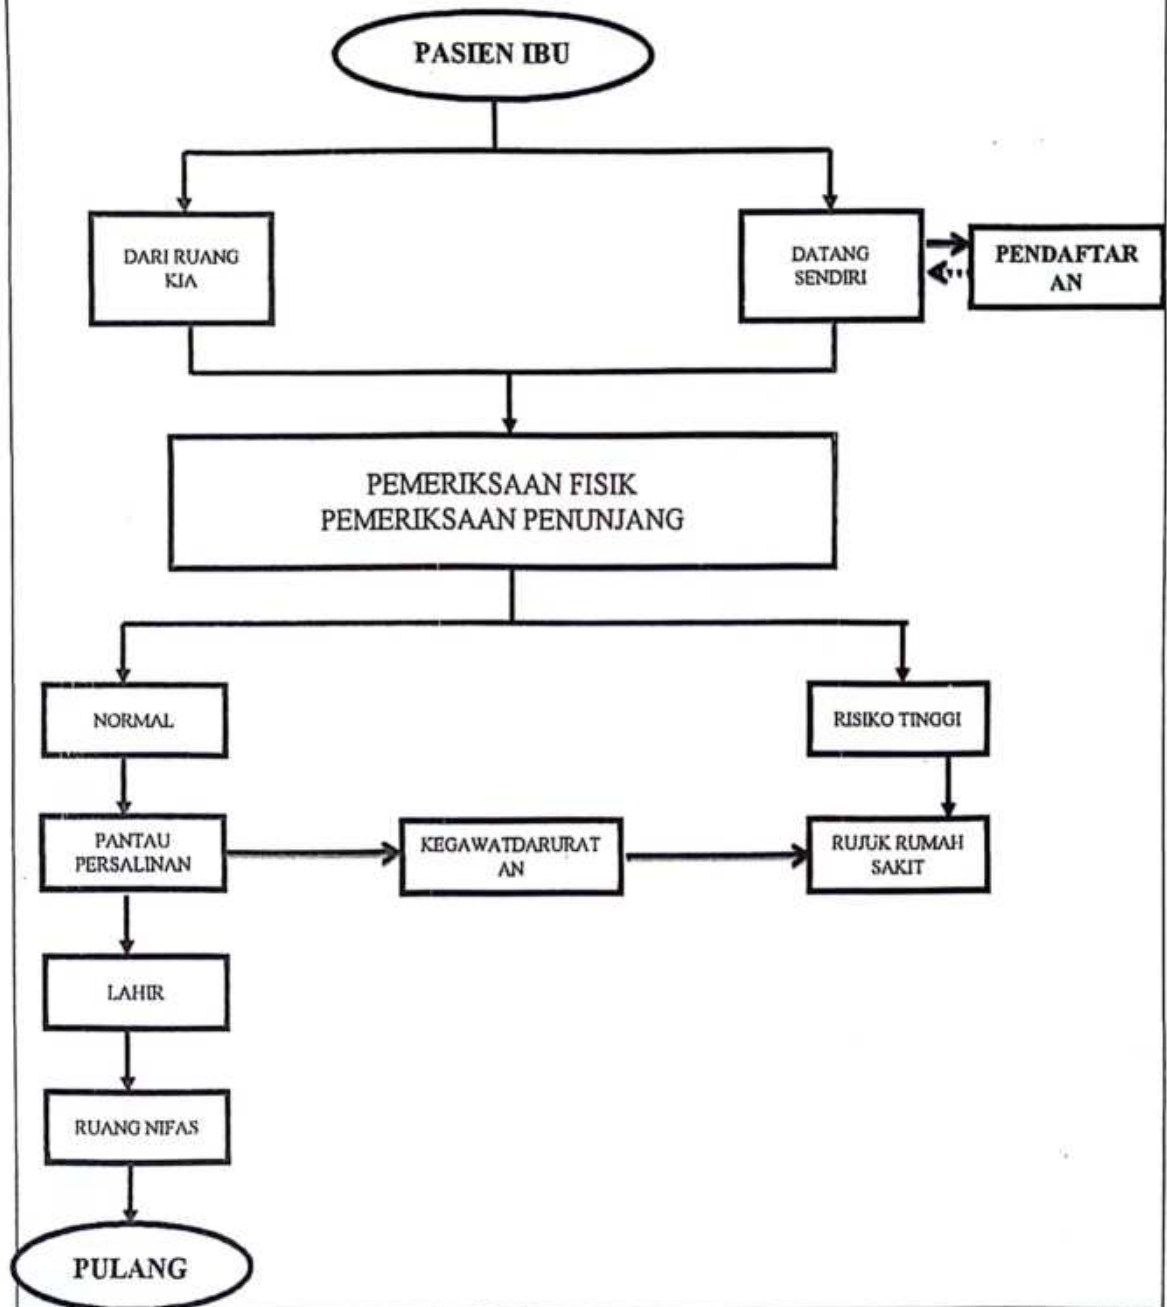 PASIEN IBU
DARI RUANG
KIA
DATANG
SENDIRI
PENDAFTAR
AN
PEMERIKSAAN FISIK
PEMERIKSAAN PENUNJANG
NORMAL
RISIKO TINGGI
PANTAU
PERSALINAN
KEGAWATDARURAT
AN
RUJUK RUMAH
SAKIT
LAHIR
RUANG NIFAS
PULANG